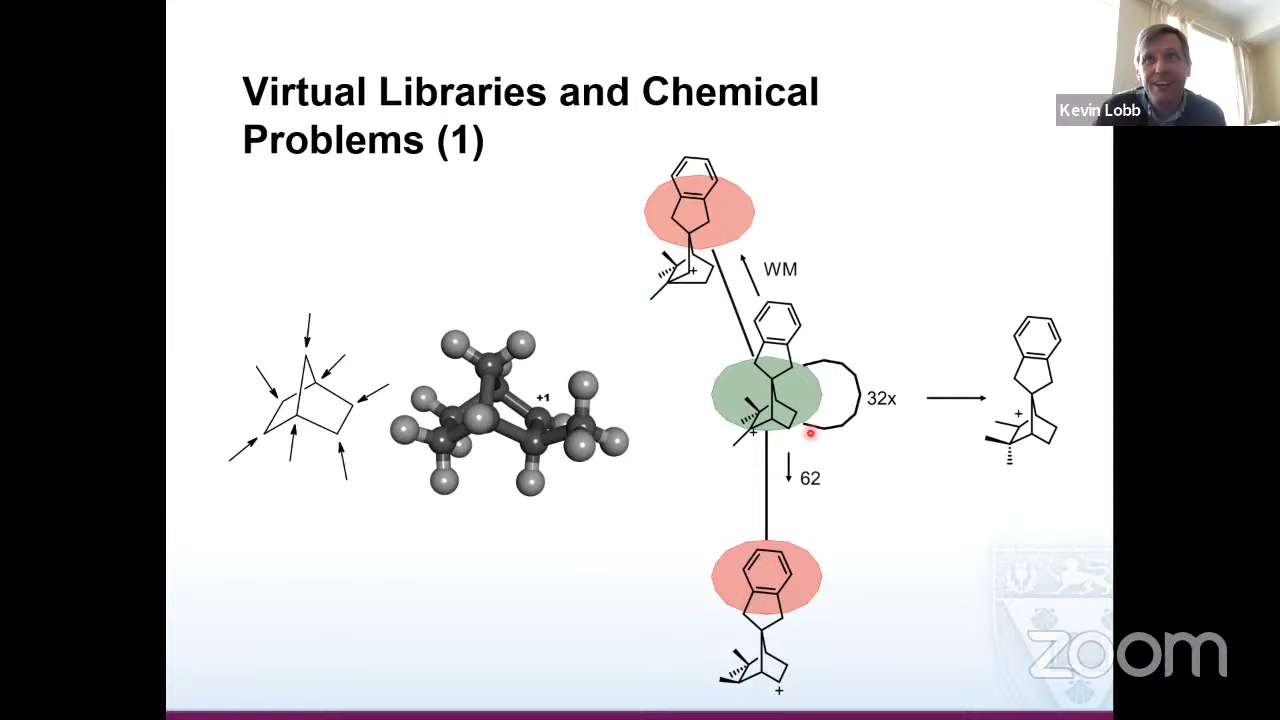 Virtual Libraries and Chemical
Problems (1)
Kevin Lobb
WM
+
+1
32x
+
+
62
+
zoom